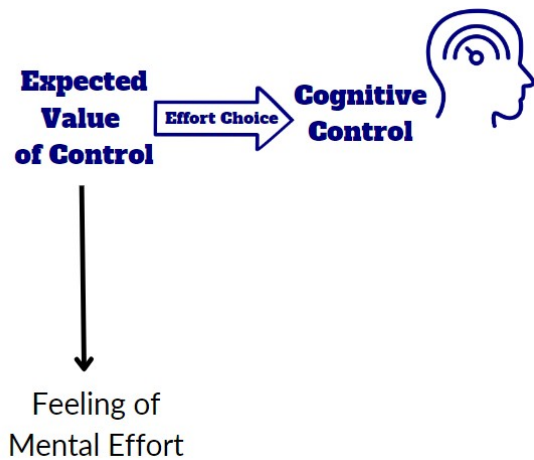 Expected
Value
of Control
Effort Choice
Cognitive
Control
Feeling of
Mental Effort